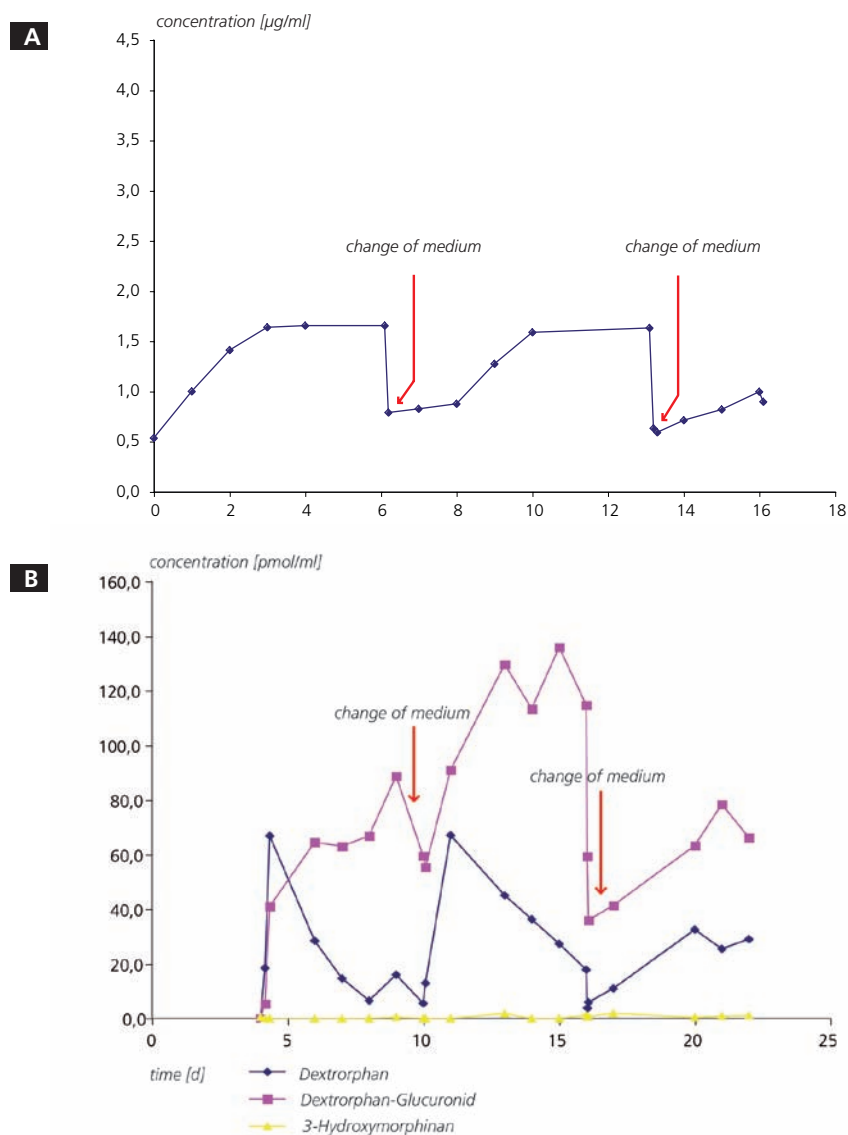 A
concentration [µg/ml]
4,5
4,0
3,5
3,0
2,5
2,0
1,5
1,0
0,5
0,0
change of medium
change of medium
0 2 4 6 8 10 12 14 16 18
B
concentration [pmol/ml]
160,0
140,0
120,0
100,0
80,0
60,0
40,0
20,0
0,0
change of medium
change of medium
0 5 10 15 20 25
time [d]
Dextrorphan
Dextrorphan-Glucuronid
3-Hydroxymorphinan